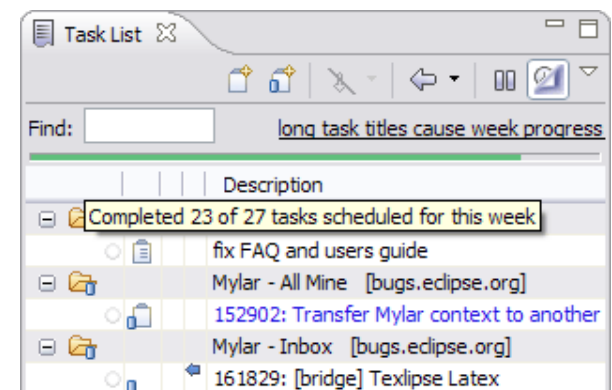 Task List
Find:
long task titles cause week progress
Description
Completed 23 of 27 tasks scheduled for this week
fix FAQ and users guide
Mylar - All Mine [bugs.eclipse.org]
152902: Transfer Mylar context to another
Mylar - Inbox [bugs.eclipse.org]
161829: [bridge] Texlipse Latex